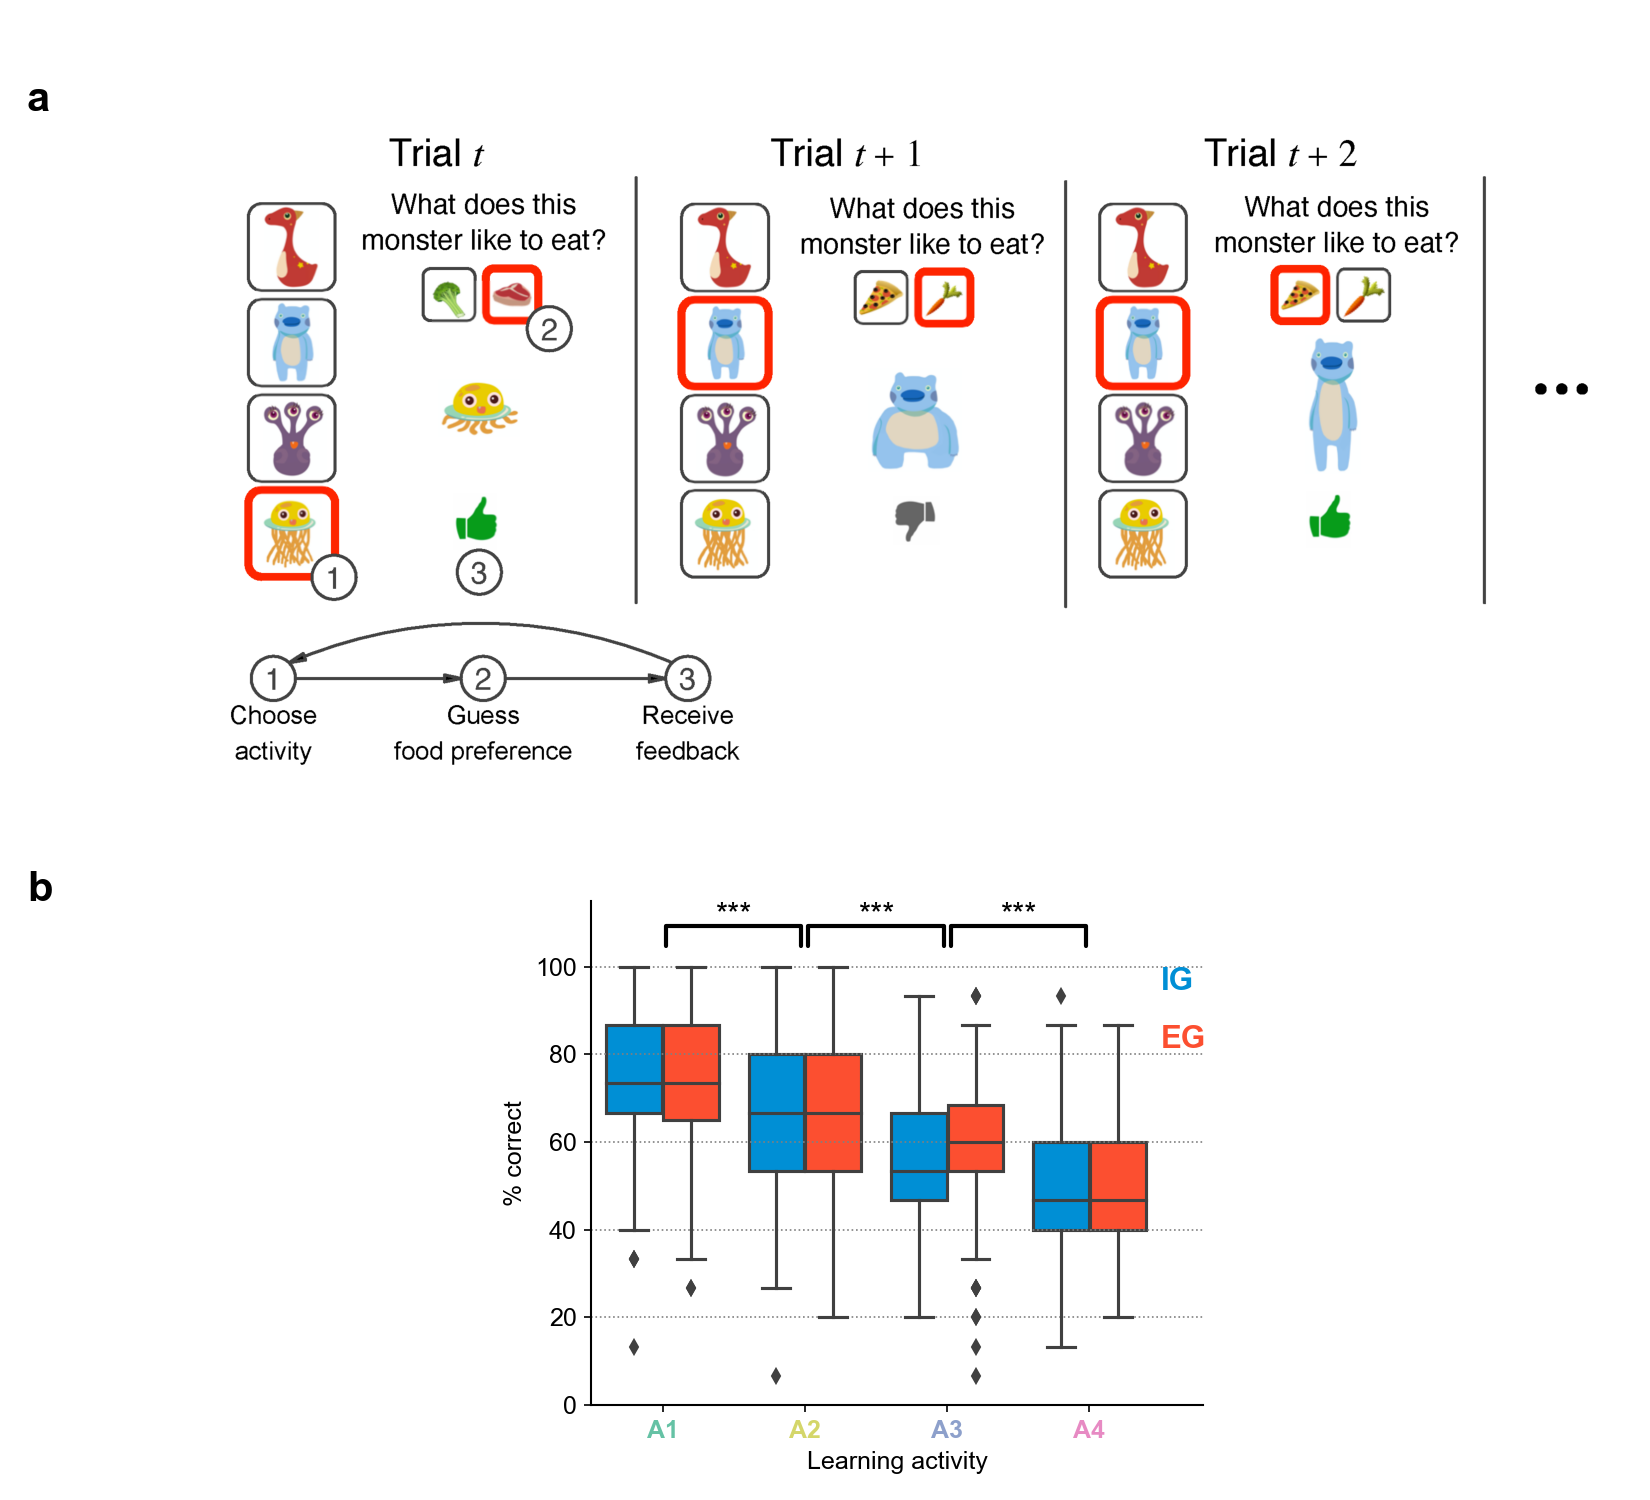 a
Trial t
What does this
monster like to eat?
2
1
3
Trial t + 1
What does this
monster like to eat?
Trial t + 2
What does this
monster like to eat?
...
1
2
3
Choose
activity
Guess
food preference
Receive
feedback
b
***
***
***
100
80
60
40
20
0
% correct
IG
EG
A1
A2
A3
A4
Learning activity